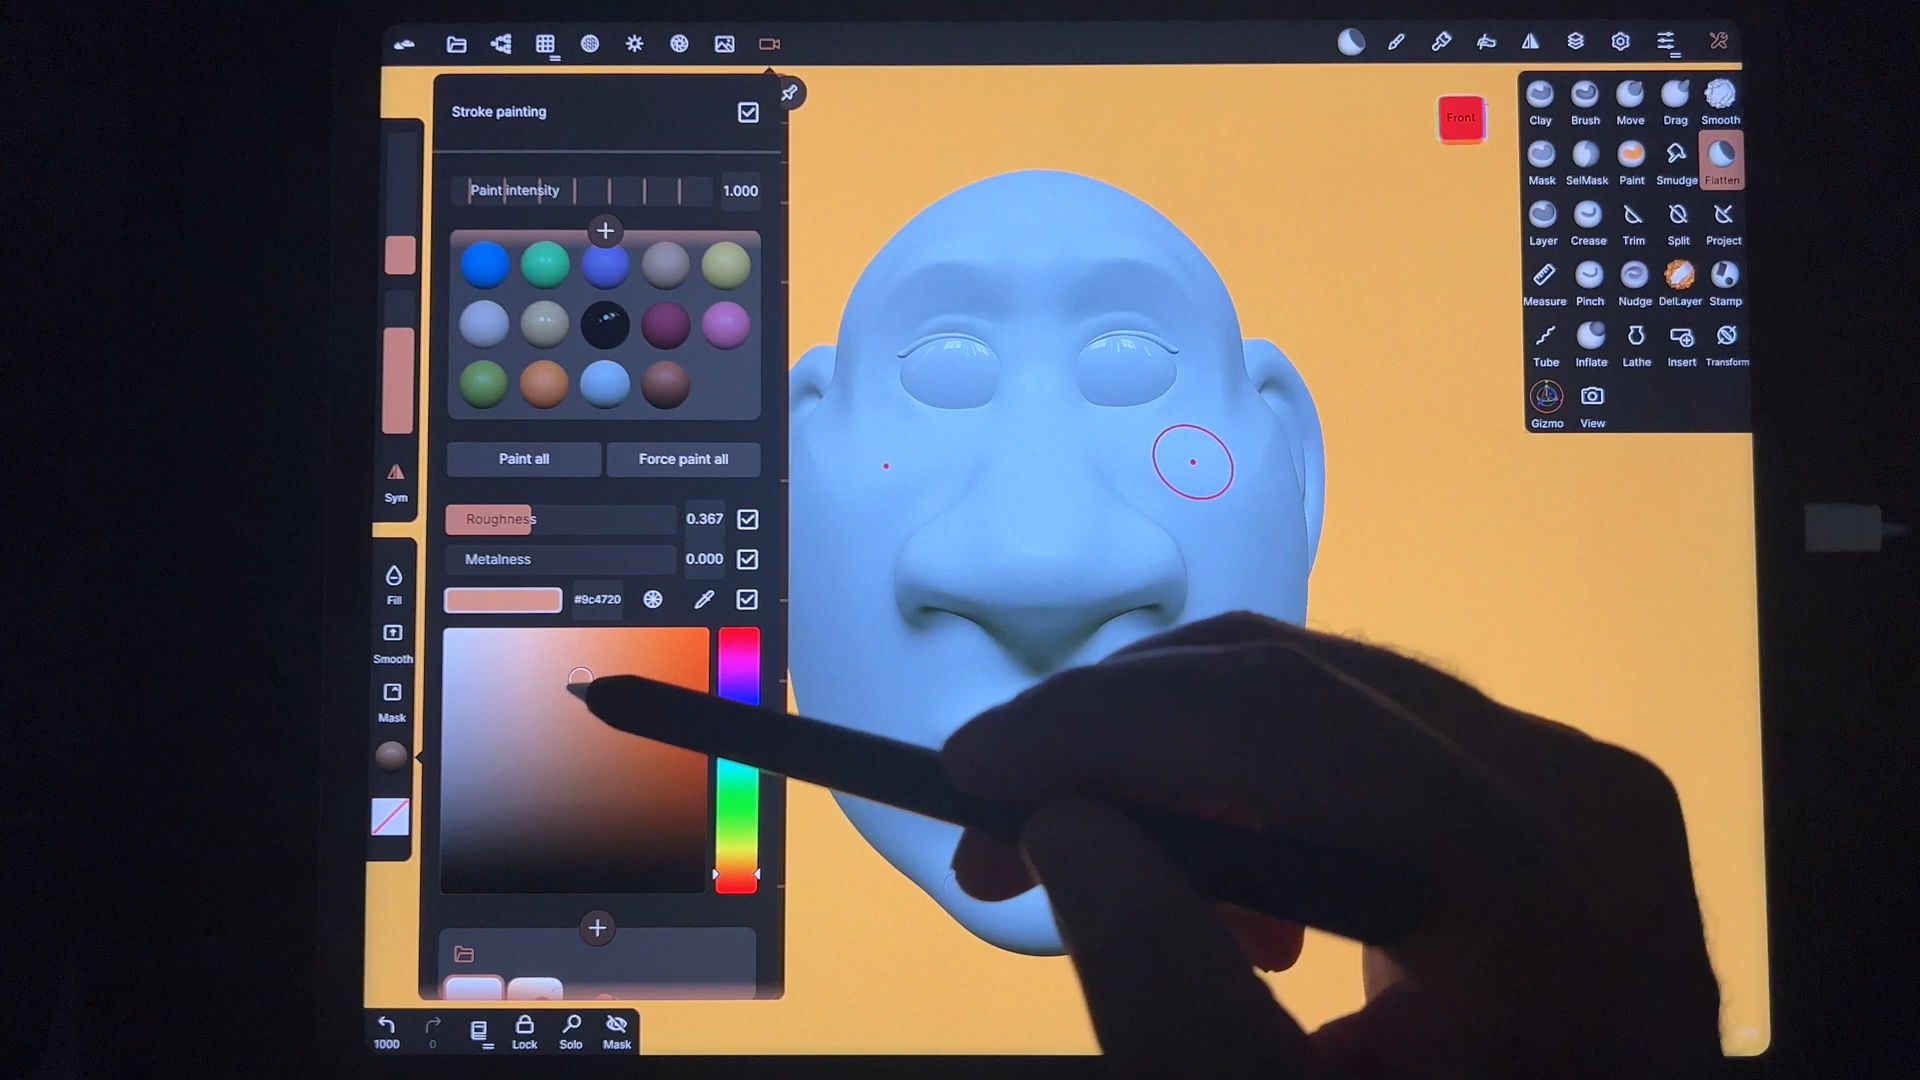 Stroke painting
Paint intensity 1.000
Paint all Force paint all
Roughness 0.367
Metalness 0.000
#9c4720
Sym
Fill
Smooth
Mask
1000 0 Lock Solo Mask
Front
Clay Brush Move Drag Smooth
Mask SelMask Paint Smudge Flatten
Layer Crease Trim Split Project
Measure Pinch Nudge DelLayer Stamp
Tube Inflate Lathe Insert Transform
Gizmo View